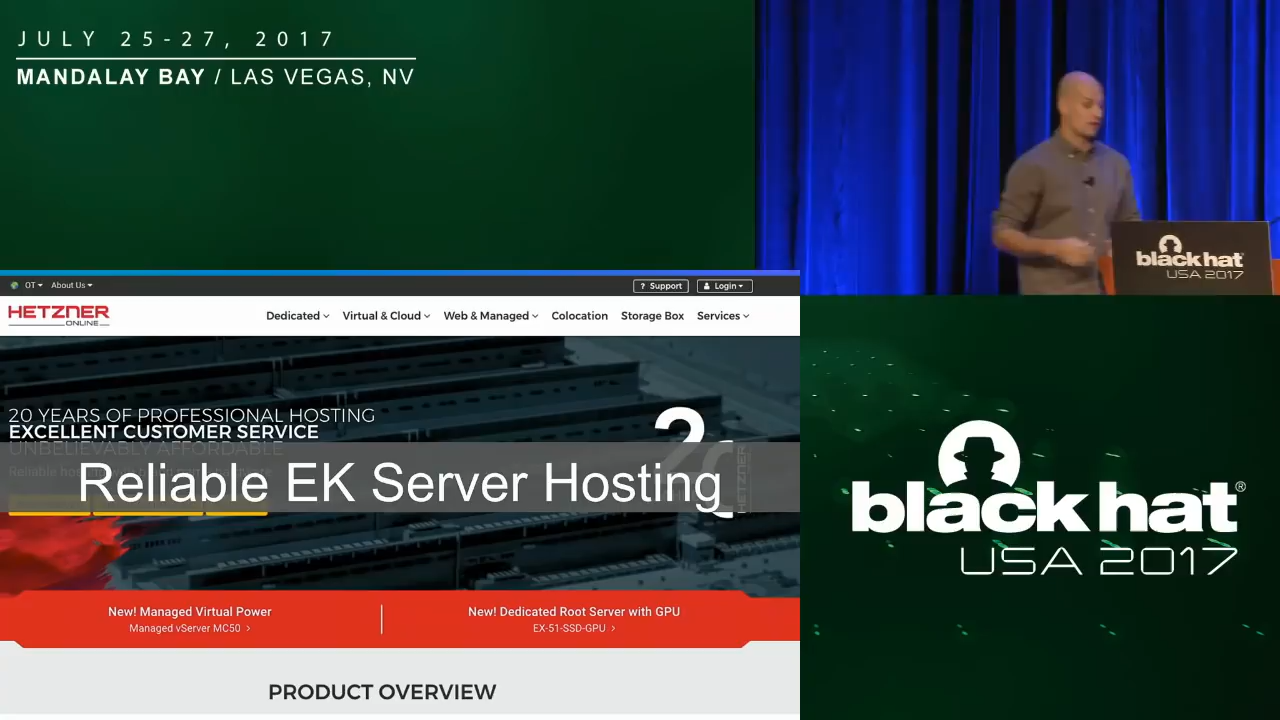 JULY 25-27, 2017
MANDALAY BAY / LAS VEGAS, NV
black hat
USA 2017
OT
About Us
? Support
Login
HETZNER
ONLINE
Dedicated
Virtual & Cloud
Web & Managed
Colocation
Storage Box
Services
20 YEARS OF PROFESSIONAL HOSTING
EXCELLENT CUSTOMER SERVICE
UNBELIEVABLY AFFORDABLE
Reliable EK Server Hosting
HETZNER
New! Managed Virtual Power
Managed vServer MC50 >
New! Dedicated Root Server with GPU
EX-51-SSD-GPU >
PRODUCT OVERVIEW
black hat®
USA 2017